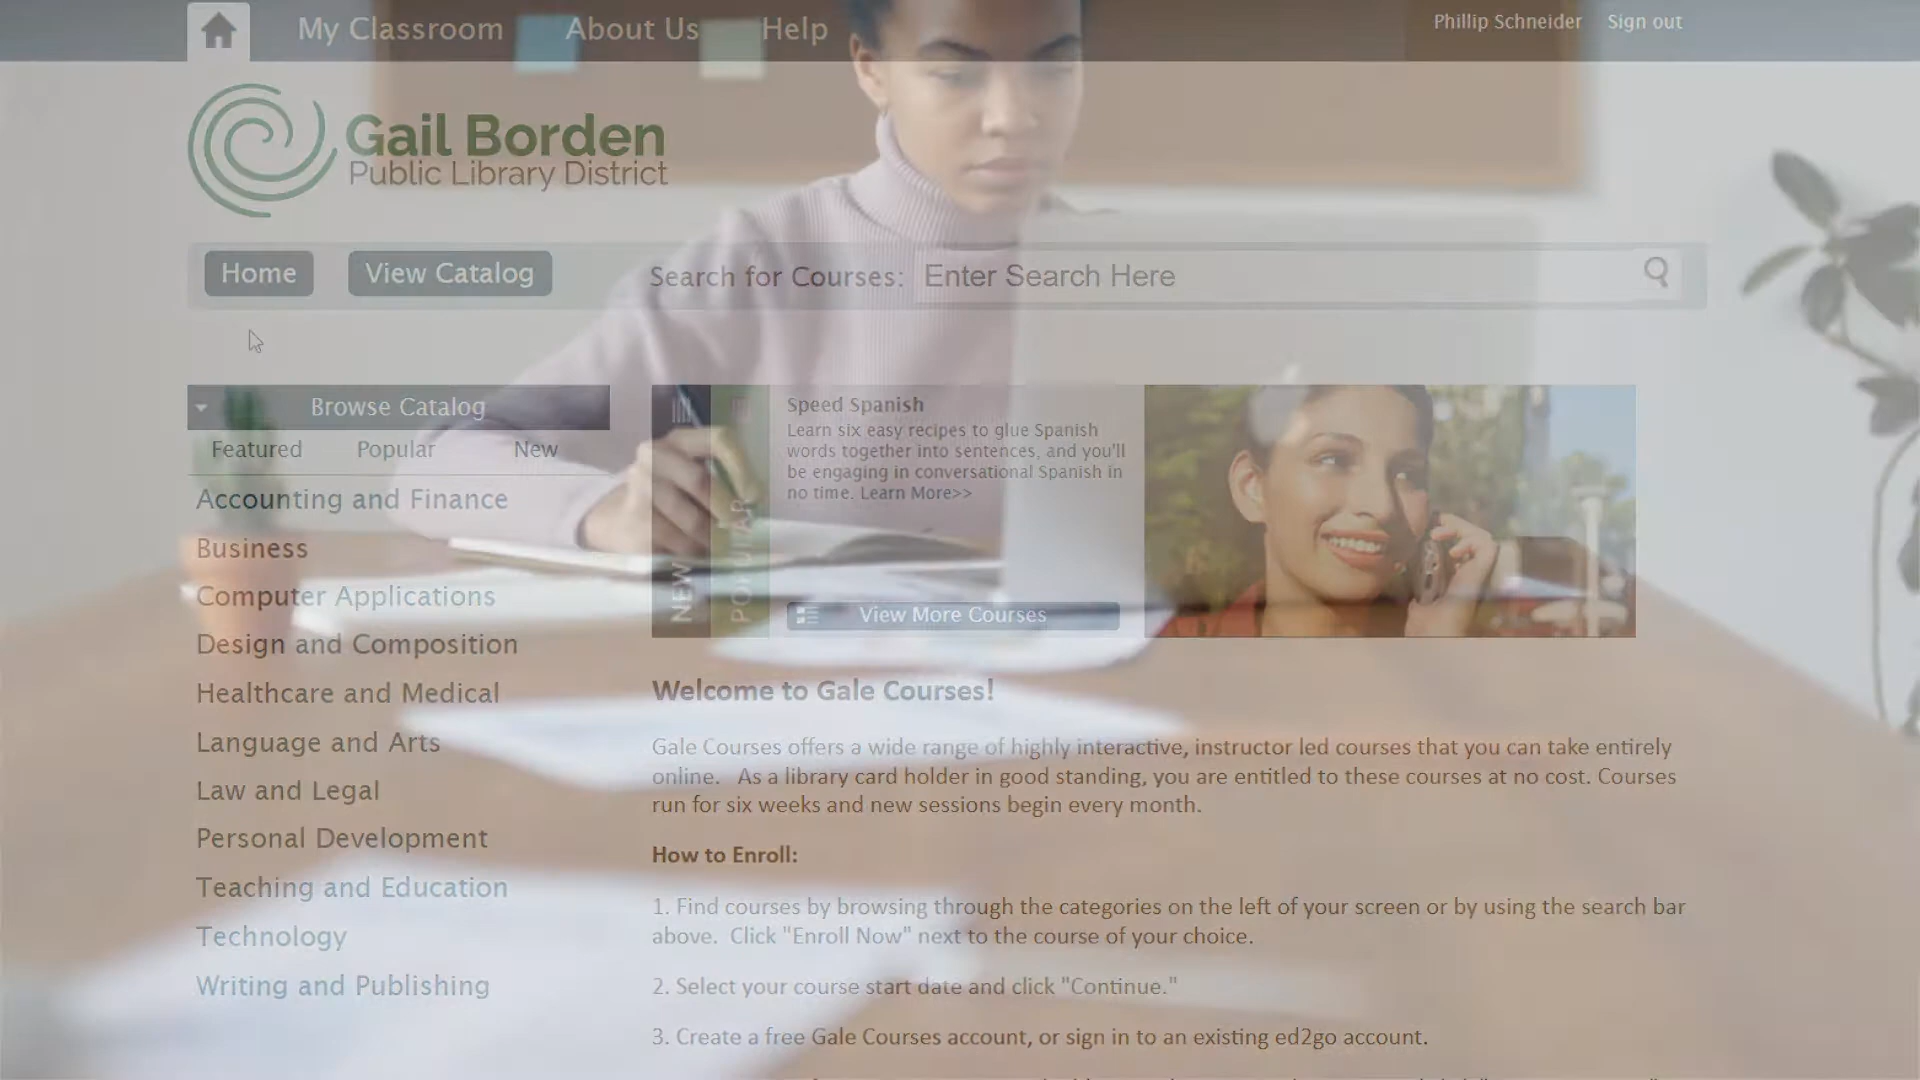 My Classroom About Us Help Phillip Schneider Sign out
Gail Borden
Public Library District
Home View Catalog Search for Courses: Enter Search Here
Browse Catalog
Featured Popular New
Accounting and Finance
Business
Computer Applications
Design and Composition
Healthcare and Medical
Language and Arts
Law and Legal
Personal Development
Teaching and Education
Technology
Writing and Publishing
NEW
POPULAR
Speed Spanish
Learn six easy recipes to glue Spanish
words together into sentences, and you'll
be engaging in conversational Spanish in
no time. Learn More>>
View More Courses
Welcome to Gale Courses!
Gale Courses offers a wide range of highly interactive, instructor led courses that you can take entirely
online. As a library card holder in good standing, you are entitled to these courses at no cost. Courses
run for six weeks and new sessions begin every month.
How to Enroll:
1. Find courses by browsing through the categories on the left of your screen or by using the search bar
above. Click "Enroll Now" next to the course of your choice.
2. Select your course start date and click "Continue."
3. Create a free Gale Courses account, or sign in to an existing ed2go account.